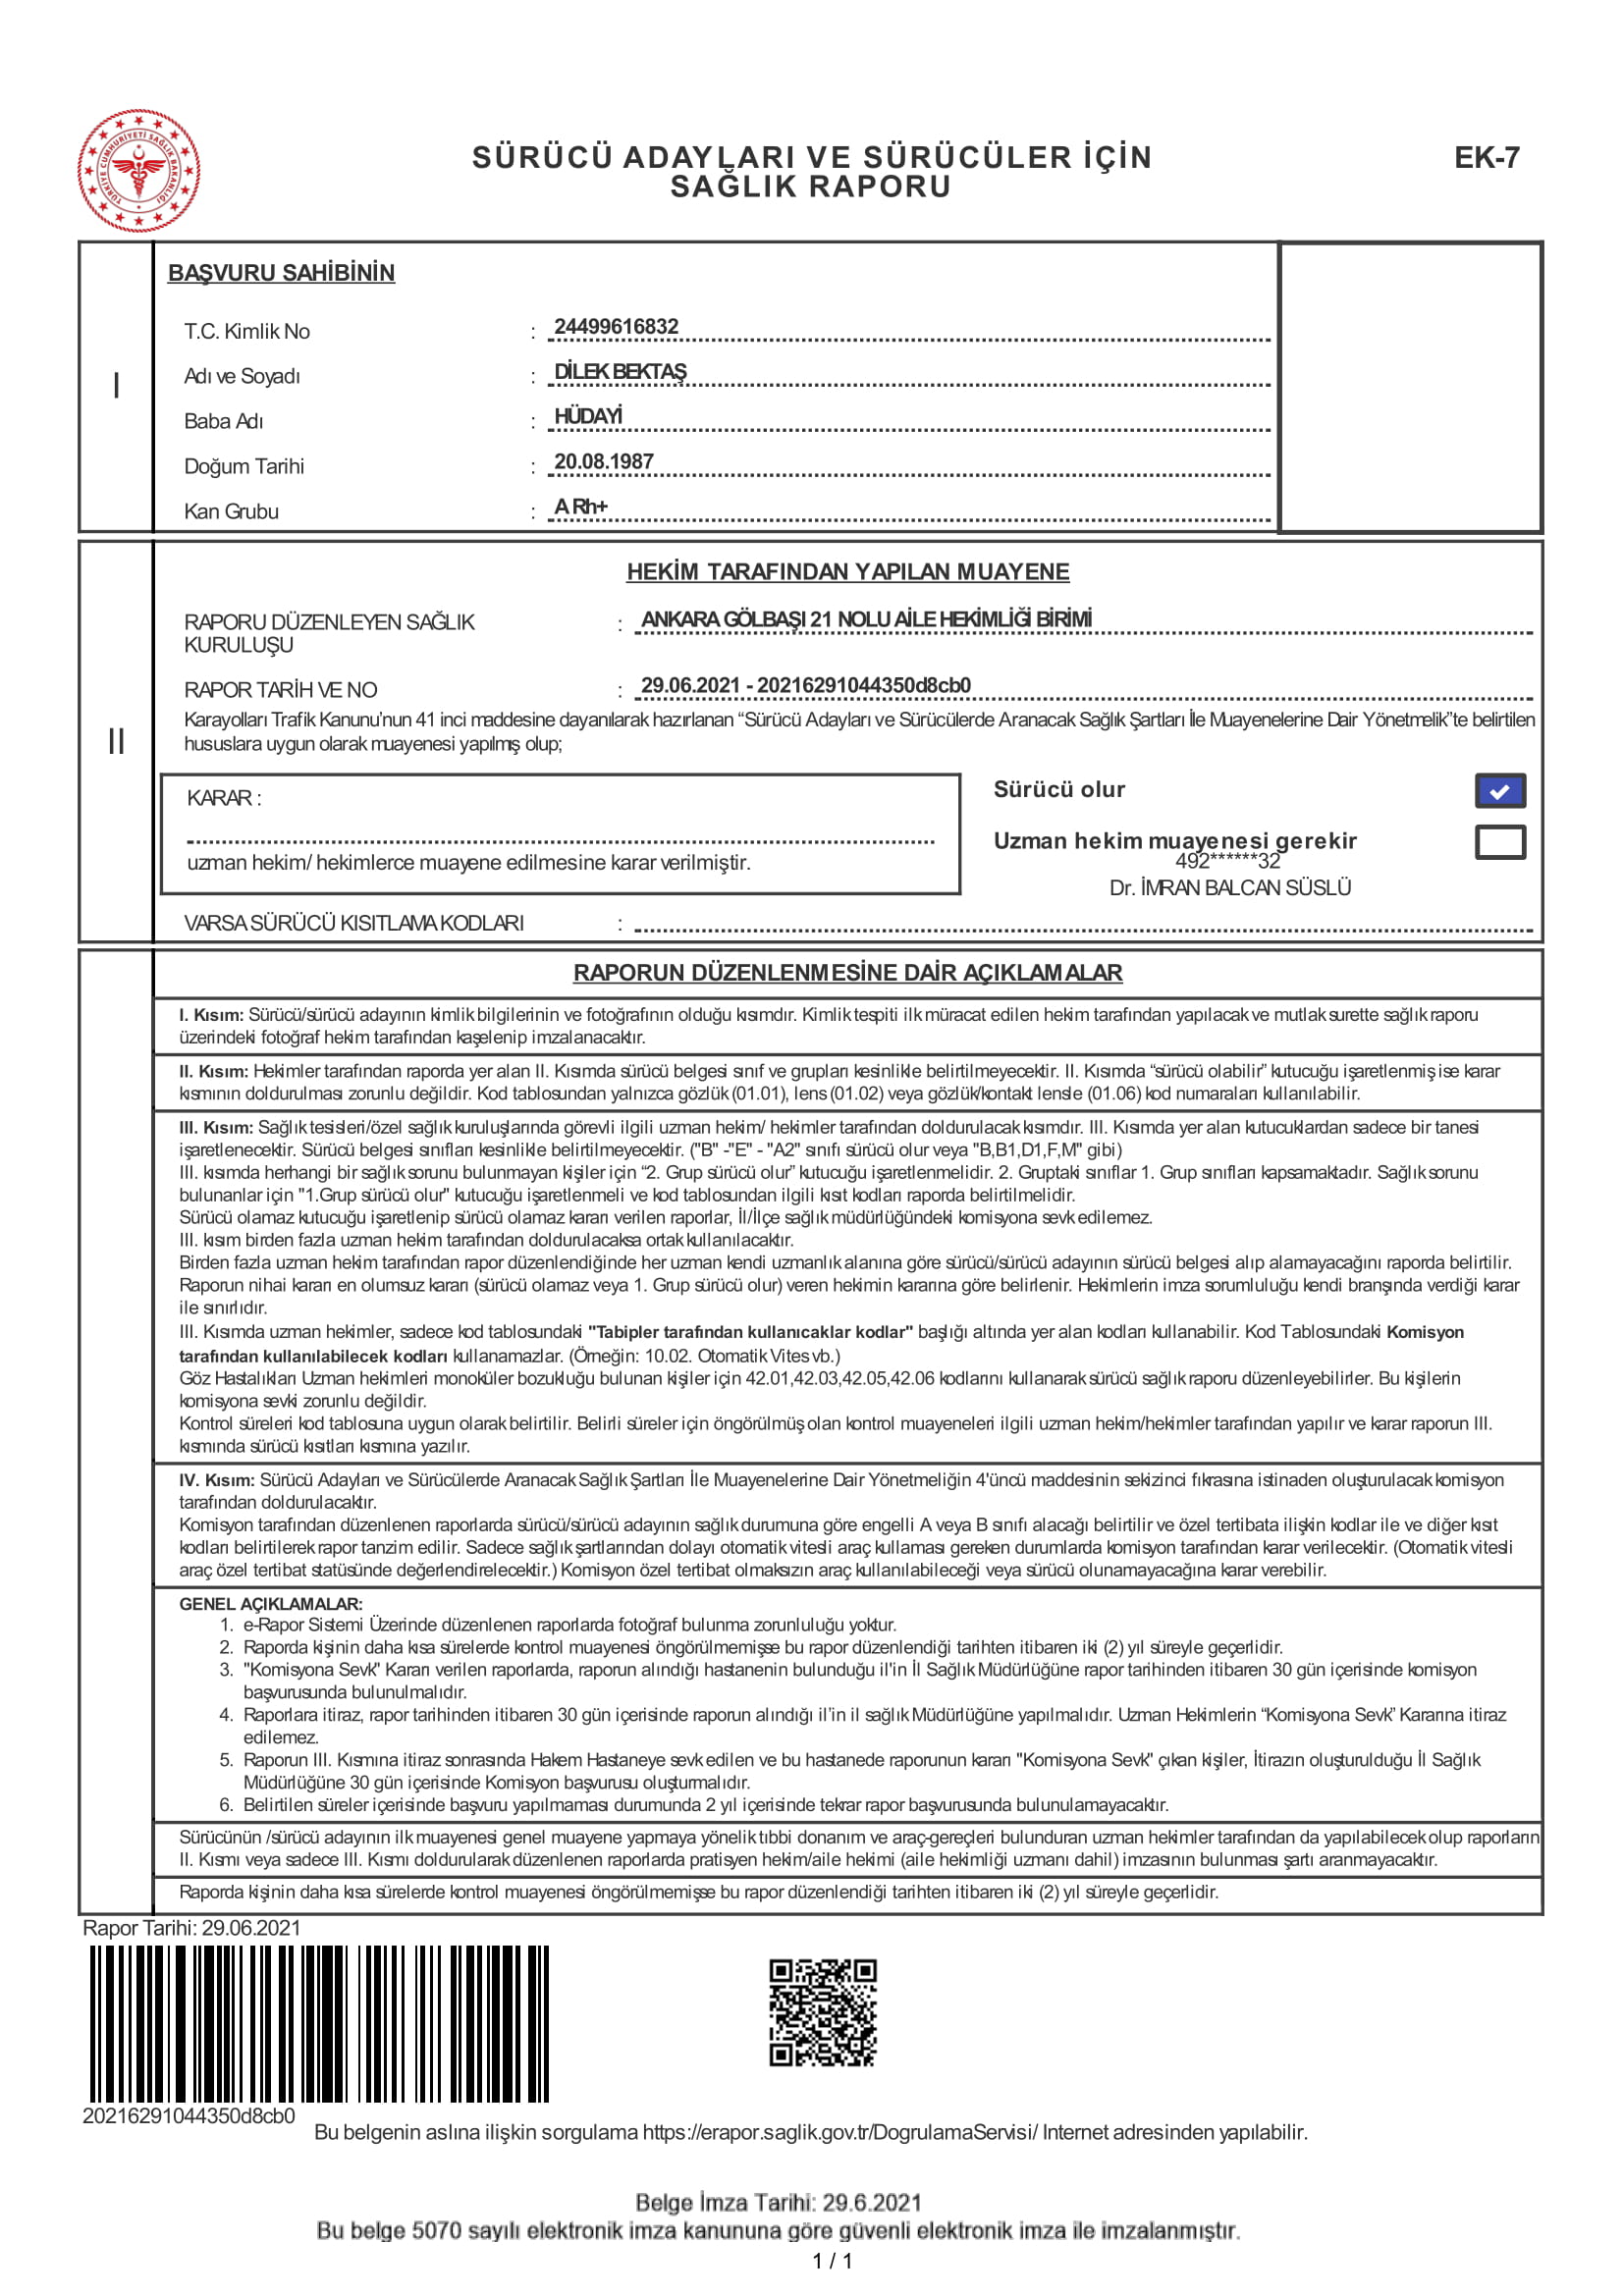 SÜRÜCÜ ADAYLARI VE SÜRÜCÜLER İÇİN
SAĞLIK RAPORU
EK-7
TÜRKİYE CUMHURİYETİ SAĞLIK BAKANLIĞI
I
BAŞVURU SAHİBİNİN
T.C. Kimlik No : 24499616832
Adı ve Soyadı : DİLEK BEKTAŞ
Baba Adı : HÜDAYİ
Doğum Tarihi : 20.08.1987
Kan Grubu : A Rh+
II
HEKİM TARAFINDAN YAPILAN MUAYENE
RAPORU DÜZENLEYEN SAĞLIK
KURULUŞU : ANKARA GÖLBAŞI 21 NOLU AİLE HEKİMLİĞİ BİRİMİ
RAPOR TARİH VE NO : 29.06.2021 - 20216291044350d8cb0
Karayolları Trafik Kanunu'nun 41 inci maddesine dayanılarak hazırlanan “Sürücü Adayları ve Sürücülerde Aranacak Sağlık Şartları İle Muayenelerine Dair Yönetmelik”te belirtilen
hususlara uygun olarak muayenesi yapılmış olup;
KARAR :
uzman hekim/ hekimlerce muayene edilmesine karar verilmiştir.
Sürücü olur
Uzman hekim muayenesi gerekir
492******32
Dr. İMRAN BALCAN SÜSLÜ
VARSA SÜRÜCÜ KISITLAMA KODLARI :
RAPORUN DÜZENLENMESİNE DAİR AÇIKLAMALAR
I. Kısım: Sürücü/sürücü adayının kimlik bilgilerinin ve fotoğrafının olduğu kısımdır. Kimlik tespiti ilk müracat edilen hekim tarafından yapılacak ve mutlak surette sağlık raporu
üzerindeki fotoğraf hekim tarafından kaşelenip imzalanacaktır.
II. Kısım: Hekimler tarafından raporda yer alan II. Kısımda sürücü belgesi sınıf ve grupları kesinlikle belirtilmeyecektir. II. Kısımda “sürücü olabilir” kutucuğu işaretlenmiş ise karar
kısmının doldurulması zorunlu değildir. Kod tablosundan yalnızca gözlük (01.01), lens (01.02) veya gözlük/kontakt lensle (01.06) kod numaraları kullanılabilir.
III. Kısım: Sağlık tesisleri/özel sağlık kuruluşlarında görevli ilgili uzman hekim/ hekimler tarafından doldurulacak kısımdır. III. Kısımda yer alan kutucuklardan sadece bir tanesi
işaretlenecektir. Sürücü belgesi sınıfları kesinlikle belirtilmeyecektir. ("B" -"E" - "A2" sınıfı sürücü olur veya "B,B1,D1,F,M" gibi)
III. kısımda herhangi bir sağlık sorunu bulunmayan kişiler için “2. Grup sürücü olur” kutucuğu işaretlenmelidir. 2. Gruptaki sınıflar 1. Grup sınıfları kapsamaktadır. Sağlık sorunu
bulunanlar için "1.Grup sürücü olur" kutucuğu işaretlenmeli ve kod tablosundan ilgili kısıt kodları raporda belirtilmelidir.
Sürücü olamaz kutucuğu işaretlenip sürücü olamaz kararı verilen raporlar, İl/İlçe sağlık müdürlüğündeki komisyona sevk edilemez.
III. kısım birden fazla uzman hekim tarafından doldurulacaksa ortak kullanılacaktır.
Birden fazla uzman hekim tarafından rapor düzenlendiğinde her uzman kendi uzmanlık alanına göre sürücü/sürücü adayının sürücü belgesi alıp alamayacağını raporda belirtilir.
Raporun nihai kararı en olumsuz kararı (sürücü olamaz veya 1. Grup sürücü olur) veren hekimin kararına göre belirlenir. Hekimlerin imza sorumluluğu kendi branşında verdiği karar
ile sınırlıdır.
III. Kısımda uzman hekimler, sadece kod tablosundaki "Tabipler tarafından kullanıcaklar kodlar" başlığı altında yer alan kodları kullanabilir. Kod Tablosundaki Komisyon
tarafından kullanılabilecek kodları kullanamazlar. (Örneğin: 10.02. Otomatik Vites vb.)
Göz Hastalıkları Uzman hekimleri monoküler bozukluğu bulunan kişiler için 42.01,42.03,42.05,42.06 kodlarını kullanarak sürücü sağlık raporu düzenleyebilirler. Bu kişilerin
komisyona sevki zorunlu değildir.
Kontrol süreleri kod tablosuna uygun olarak belirtilir. Belirli süreler için öngörülmüş olan kontrol muayeneleri ilgili uzman hekim/hekimler tarafından yapılır ve karar raporun III.
kısmında sürücü kısıtları kısmına yazılır.
IV. Kısım: Sürücü Adayları ve Sürücülerde Aranacak Sağlık Şartları İle Muayenelerine Dair Yönetmeliğin 4'üncü maddesinin sekizinci fıkrasına istinaden oluşturulacak komisyon
tarafından doldurulacaktır.
Komisyon tarafından düzenlenen raporlarda sürücü/sürücü adayının sağlık durumuna göre engelli A veya B sınıfı alacağı belirtilir ve özel tertibata ilişkin kodlar ile ve diğer kısıt
kodları belirtilerek rapor tanzim edilir. Sadece sağlık şartlarından dolayı otomatik vitesli araç kullaması gereken durumlarda komisyon tarafından karar verilecektir. (Otomatik vitesli
araç özel tertibat statüsünde değerlendirelecektir.) Komisyon özel tertibat olmaksızın araç kullanılabileceği veya sürücü olunamayacağına karar verebilir.
GENEL AÇIKLAMALAR:
1. e-Rapor Sistemi Üzerinde düzenlenen raporlarda fotoğraf bulunma zorunluluğu yoktur.
2. Raporda kişinin daha kısa sürelerde kontrol muayenesi öngörülmemişse bu rapor düzenlendiği tarihten itibaren iki (2) yıl süreyle geçerlidir.
3. "Komisyona Sevk" Kararı verilen raporlarda, raporun alındığı hastanenin bulunduğu il'in İl Sağlık Müdürlüğüne rapor tarihinden itibaren 30 gün içerisinde komisyon
başvurusunda bulunulmalıdır.
4. Raporlara itiraz, rapor tarihinden itibaren 30 gün içerisinde raporun alındığı il’in il sağlık Müdürlüğüne yapılmalıdır. Uzman Hekimlerin “Komisyona Sevk” Kararına itiraz
edilemez.
5. Raporun III. Kısmına itiraz sonrasında Hakem Hastaneye sevk edilen ve bu hastanede raporunun kararı "Komisyona Sevk" çıkan kişiler, İtirazın oluşturulduğu İl Sağlık
Müdürlüğüne 30 gün içerisinde Komisyon başvurusu oluşturmalıdır.
6. Belirtilen süreler içerisinde başvuru yapılmaması durumunda 2 yıl içerisinde tekrar rapor başvurusunda bulunulamayacaktır.
Sürücünün /sürücü adayının ilk muayenesi genel muayene yapmaya yönelik tıbbi donanım ve araç-gereçleri bulunduran uzman hekimler tarafından da yapılabilecek olup raporların
II. Kısmı veya sadece III. Kısmı doldurularak düzenlenen raporlarda pratisyen hekim/aile hekimi (aile hekimliği uzmanı dahil) imzasının bulunması şartı aranmayacaktır.
Raporda kişinin daha kısa sürelerde kontrol muayenesi öngörülmemişse bu rapor düzenlendiği tarihten itibaren iki (2) yıl süreyle geçerlidir.
Rapor Tarihi: 29.06.2021
20216291044350d8cb0
Bu belgenin aslına ilişkin sorgulama https://erapor.saglik.gov.tr/DogrulamaServisi/ Internet adresinden yapılabilir.
Belge İmza Tarihi: 29.6.2021
Bu belge 5070 sayılı elektronik imza kanununa göre güvenli elektronik imza ile imzalanmıştır.
1 / 1